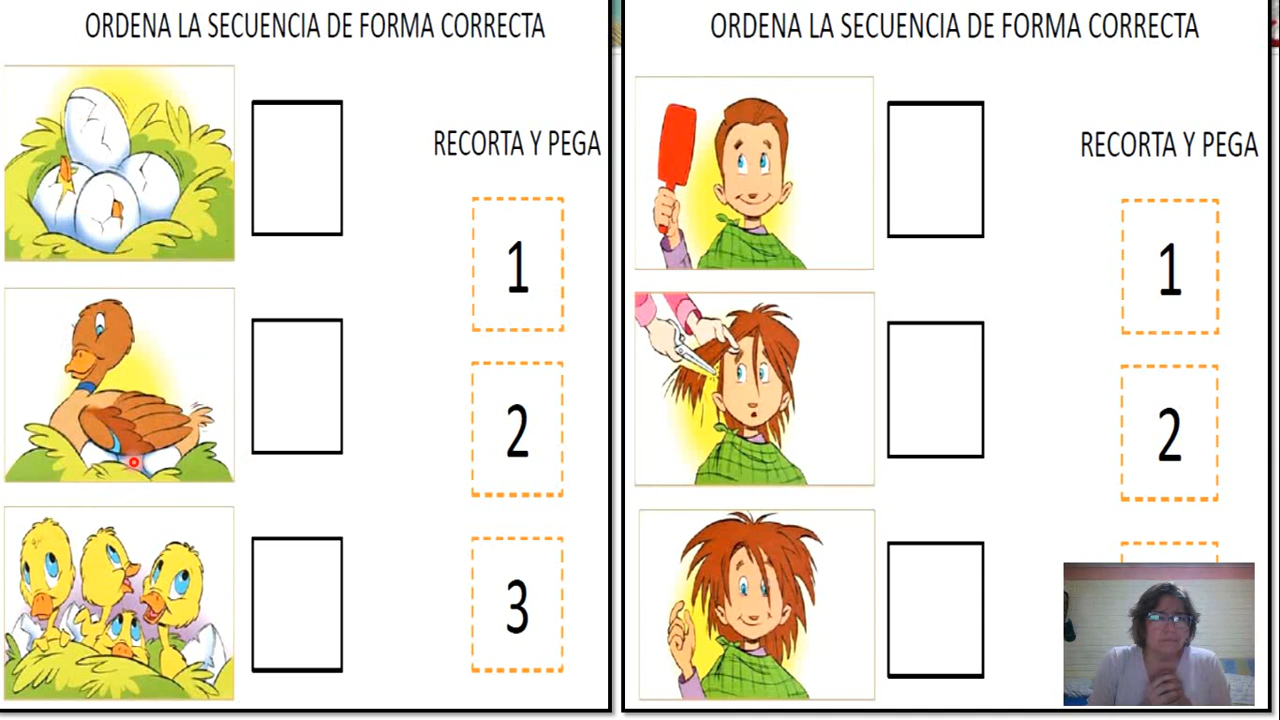 ORDENA LA SECUENCIA DE FORMA CORRECTA
RECORTA Y PEGA
1
2
3
ORDENA LA SECUENCIA DE FORMA CORRECTA
RECORTA Y PEGA
1
2